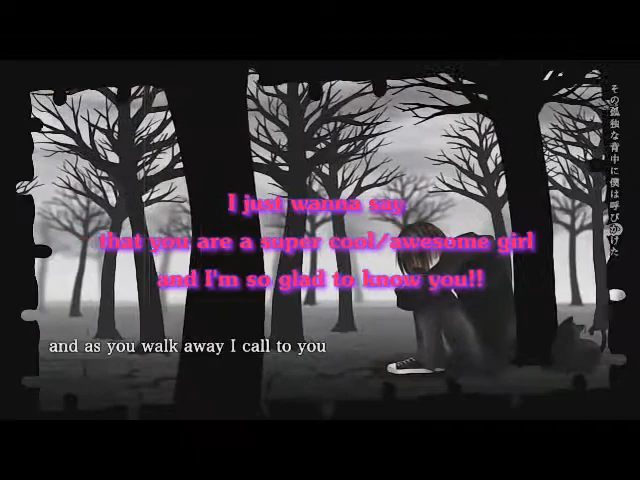 その孤独な背中に僕は呼びかけた
I just wanna say
that you are a super cool/awesome girl
and I'm so glad to know you!!
and as you walk away I call to you